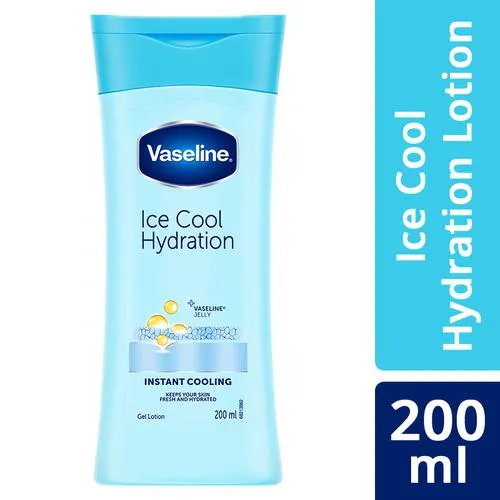 Vaseline®
Ice Cool
Hydration
+ VASELINE®
JELLY
INSTANT COOLING
KEEPS YOUR SKIN
FRESH AND HYDRATED
Gel Lotion
200 ml
Ice Cool
Hydration Lotion
200
ml